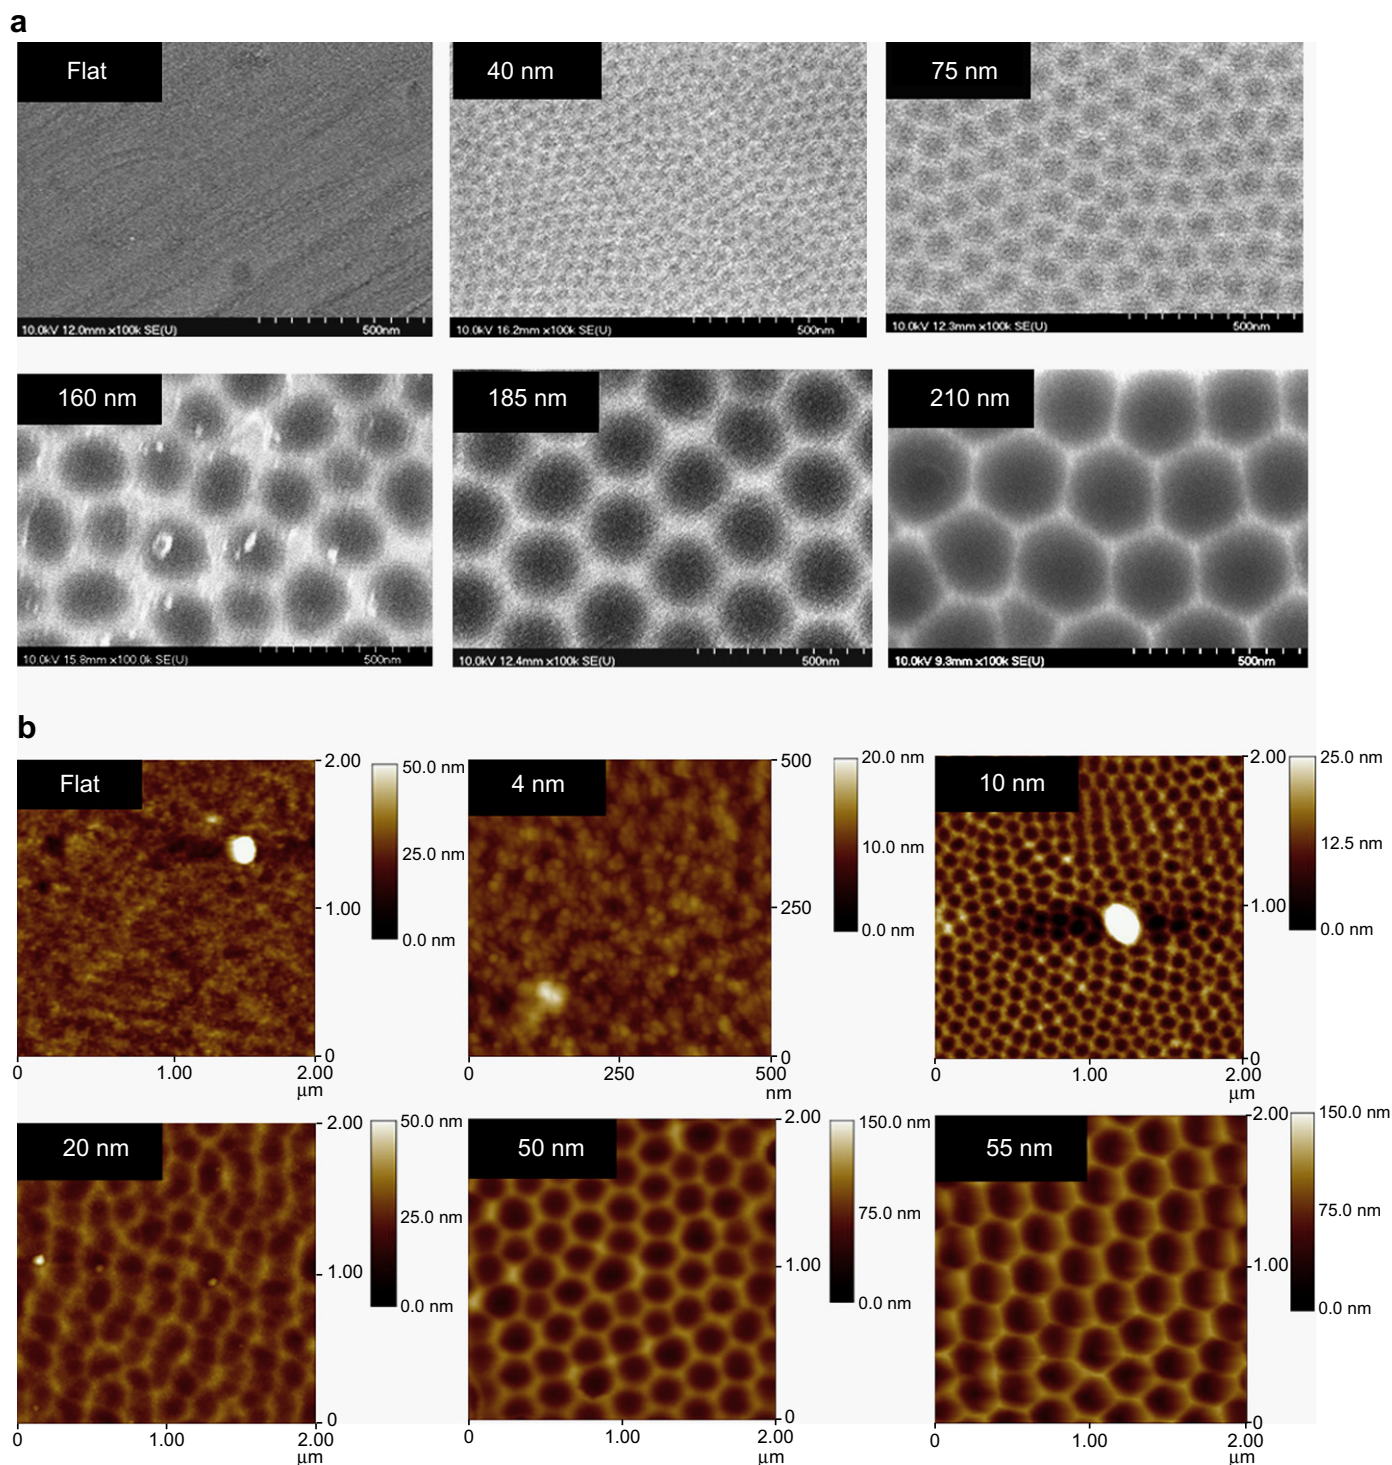 a
Flat
40 nm
75 nm
10.0kV 12.0mm x100k SE(U) 500nm
10.0kV 16.2mm x100k SE(U) 500nm
10.0kV 12.3mm x100k SE(U) 500nm
160 nm
185 nm
210 nm
10.0kV 15.8mm x100.0k SE(U) 500nm
10.0kV 12.4mm x100k SE(U) 500nm
10.0kV 9.3mm x100k SE(U) 500nm
b
Flat
2.00
1.00
0
0 1.00 2.00
μm
50.0 nm
25.0 nm
0.0 nm
4 nm
500
250
0
0 250 500
nm
20.0 nm
10.0 nm
0.0 nm
10 nm
2.00
1.00
0
0 1.00 2.00
μm
25.0 nm
12.5 nm
0.0 nm
20 nm
2.00
1.00
0
0 1.00 2.00
μm
50.0 nm
25.0 nm
0.0 nm
50 nm
2.00
1.00
0
0 1.00 2.00
μm
150.0 nm
75.0 nm
0.0 nm
55 nm
2.00
1.00
0
0 1.00 2.00
μm
150.0 nm
75.0 nm
0.0 nm